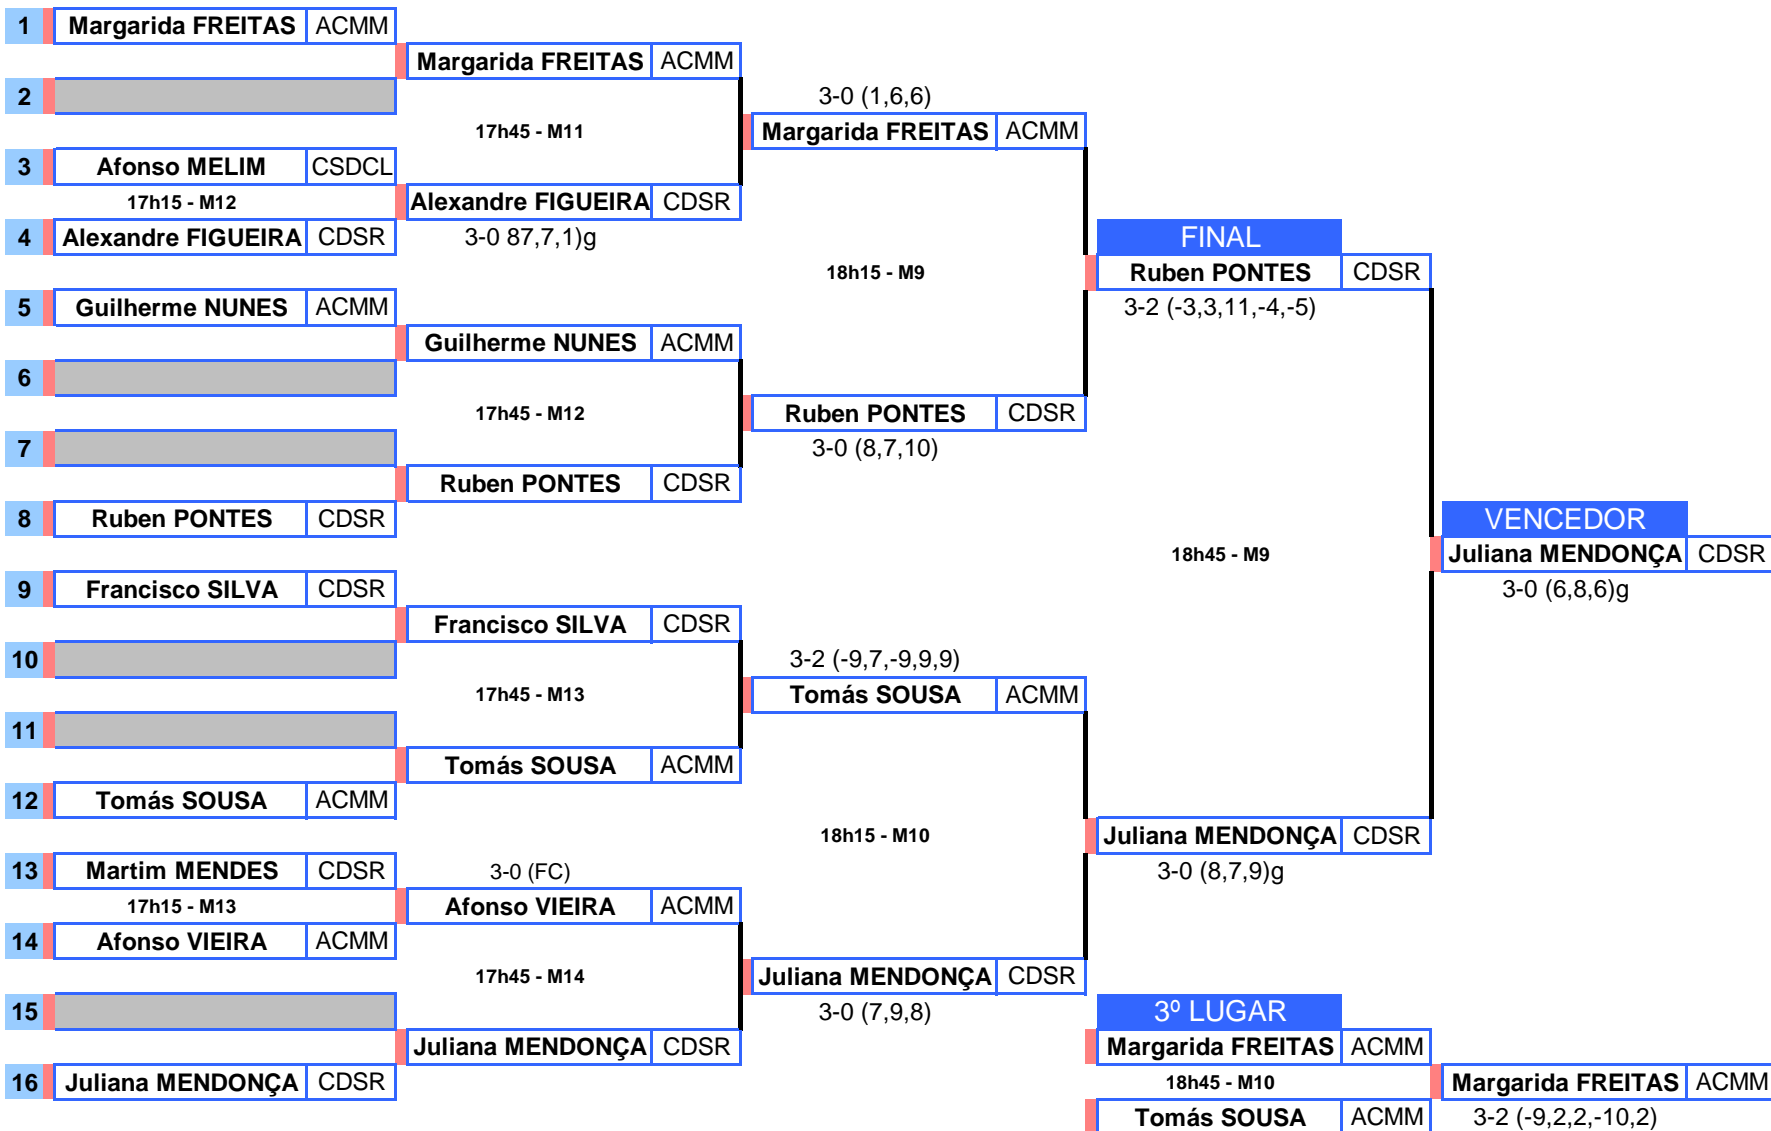 1 Margarida FREITAS ACMM
Margarida FREITAS ACMM
2
3-0 (1,6,6)
17h45 - M11
Margarida FREITAS ACMM
3 Afonso MELIM CSDCL
17h15 - M12
Alexandre FIGUEIRA CDSR
4 Alexandre FIGUEIRA CDSR
3-0 87,7,1)g
FINAL
18h15 - M9
Ruben PONTES CDSR
5 Guilherme NUNES ACMM
3-2 (-3,3,11,-4,-5)
Guilherme NUNES ACMM
6
17h45 - M12
Ruben PONTES CDSR
7
3-0 (8,7,10)
Ruben PONTES CDSR
8 Ruben PONTES CDSR
VENCEDOR
18h45 - M9
Juliana MENDONÇA CDSR
9 Francisco SILVA CDSR
3-0 (6,8,6)g
Francisco SILVA CDSR
10
3-2 (-9,7,-9,9,9)
17h45 - M13
Tomás SOUSA ACMM
11
Tomás SOUSA ACMM
12 Tomás SOUSA ACMM
18h15 - M10
Juliana MENDONÇA CDSR
13 Martim MENDES CDSR
3-0 (FC)
3-0 (8,7,9)g
17h15 - M13
Afonso VIEIRA ACMM
14 Afonso VIEIRA ACMM
17h45 - M14
Juliana MENDONÇA CDSR
15
3-0 (7,9,8)
3º LUGAR
Juliana MENDONÇA CDSR
Margarida FREITAS ACMM
16 Juliana MENDONÇA CDSR
18h45 - M10
Margarida FREITAS ACMM
Tomás SOUSA ACMM
3-2 (-9,2,2,-10,2)